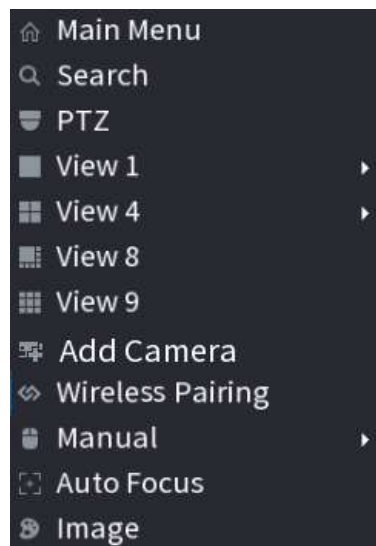 Main Menu
Search
PTZ
View 1
View 4
View 8
View 9
Add Camera
Wireless Pairing
Manual
Auto Focus
Image